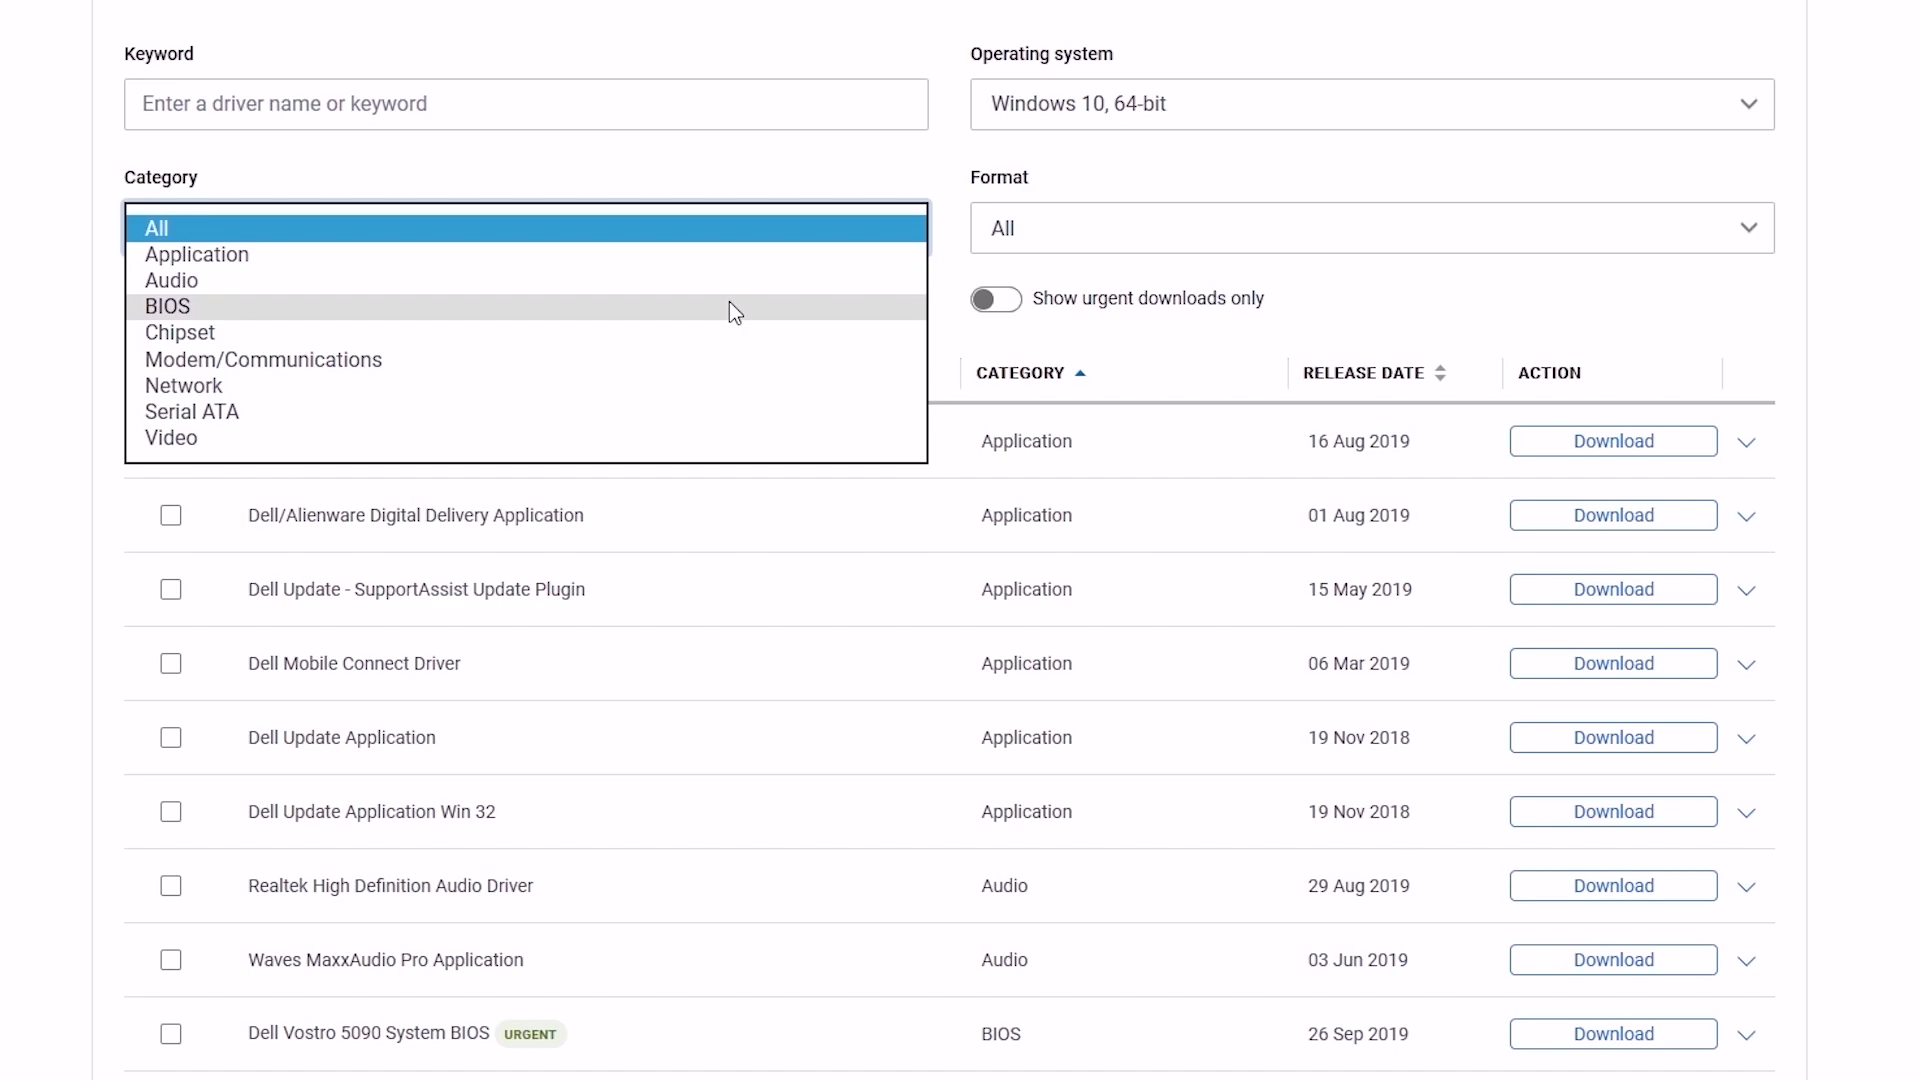 Keyword
Operating system
Enter a driver name or keyword
Windows 10, 64-bit
Category
Format
All
Application
Audio
BIOS
Chipset
Modem/Communications
Network
Serial ATA
Video
All
Show urgent downloads only
CATEGORY RELEASE DATE ACTION
Application 16 Aug 2019 Download
Dell/Alienware Digital Delivery Application Application 01 Aug 2019 Download
Dell Update - SupportAssist Update Plugin Application 15 May 2019 Download
Dell Mobile Connect Driver Application 06 Mar 2019 Download
Dell Update Application Application 19 Nov 2018 Download
Dell Update Application Win 32 Application 19 Nov 2018 Download
Realtek High Definition Audio Driver Audio 29 Aug 2019 Download
Waves MaxxAudio Pro Application Audio 03 Jun 2019 Download
Dell Vostro 5090 System BIOS URGENT BIOS 26 Sep 2019 Download